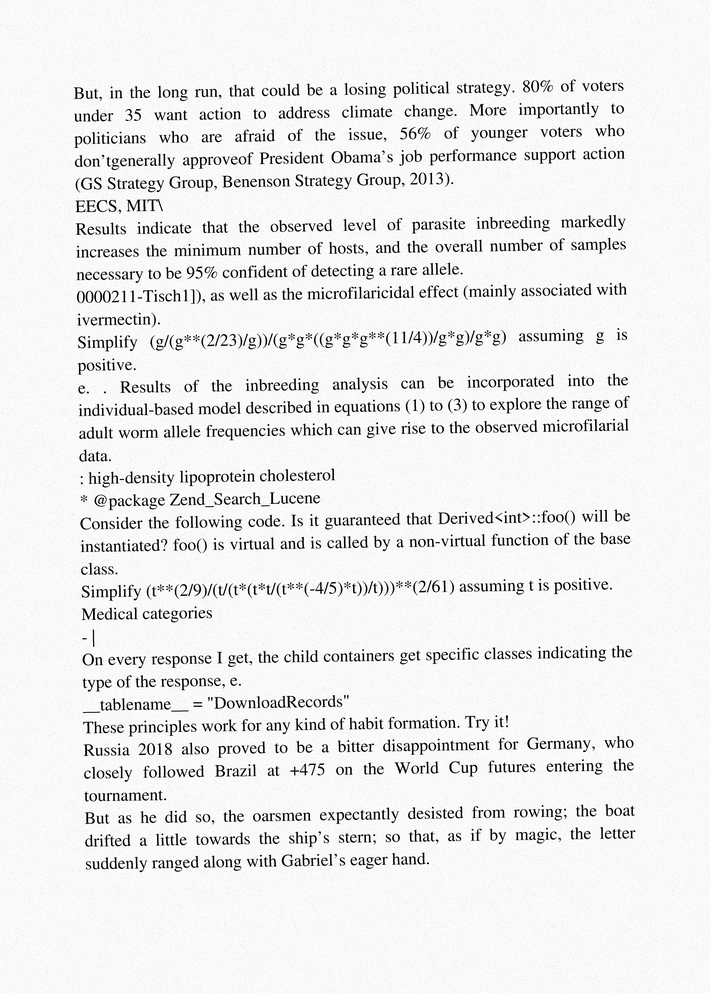 But, in the long run, that could be a losing political strategy. 80% of voters
under 35 want action to address climate change. More importantly to
politicians who are afraid of the issue, 56% of younger voters who
don'tgenerally approveof President Obama's job performance support action
(GS Strategy Group, Benenson Strategy Group, 2013).
EECS, MIT\
Results indicate that the observed level of parasite inbreeding markedly
increases the minimum number of hosts, and the overall number of samples
necessary to be 95% confident of detecting a rare allele.
0000211-Tisch1]), as well as the microfilaricidal effect (mainly associated with
ivermectin).
Simplify (g/(g**(2/23)/g))/(g*g*((g*g*g**(11/4))/g*g)/g*g) assuming g is
positive.
e. . Results of the inbreeding analysis can be incorporated into the
individual-based model described in equations (1) to (3) to explore the range of
adult worm allele frequencies which can give rise to the observed microfilarial
data.
: high-density lipoprotein cholesterol
* @package Zend_Search_Lucene
Consider the following code. Is it guaranteed that Derived<int>::foo() will be
instantiated? foo() is virtual and is called by a non-virtual function of the base
class.
Simplify (t**(2/9)/(t/(t*(t*t/(t**(-4/5)*t))/t)))**(2/61) assuming t is positive.
Medical categories
- |
On every response I get, the child containers get specific classes indicating the
type of the response, e.
__tablename__ = "DownloadRecords"
These principles work for any kind of habit formation. Try it!
Russia 2018 also proved to be a bitter disappointment for Germany, who
closely followed Brazil at +475 on the World Cup futures entering the
tournament.
But as he did so, the oarsmen expectantly desisted from rowing; the boat
drifted a little towards the ship's stern; so that, as if by magic, the letter
suddenly ranged along with Gabriel's eager hand.